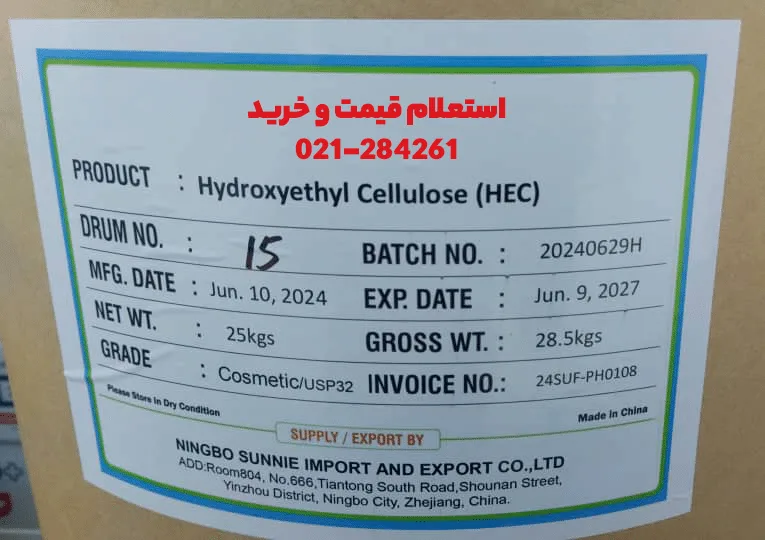 استعلام قیمت و خرید
021-284261
PRODUCT : Hydroxyethyl Cellulose (HEC)
DRUM NO. : 15 BATCH NO. : 20240629H
MFG. DATE : Jun. 10, 2024 EXP. DATE : Jun. 9, 2027
NET WT. : 25kgs GROSS WT. : 28.5kgs
GRADE : Cosmetic/USP32 INVOICE NO.: 24SUF-PH0108
Please Store In Dry Condition Made in China
SUPPLY / EXPORT BY
NINGBO SUNNIE IMPORT AND EXPORT CO.,LTD
ADD:Room804, No.666,Tiantong South Road,Shounan Street,
Yinzhou District, Ningbo City, Zhejiang, China.